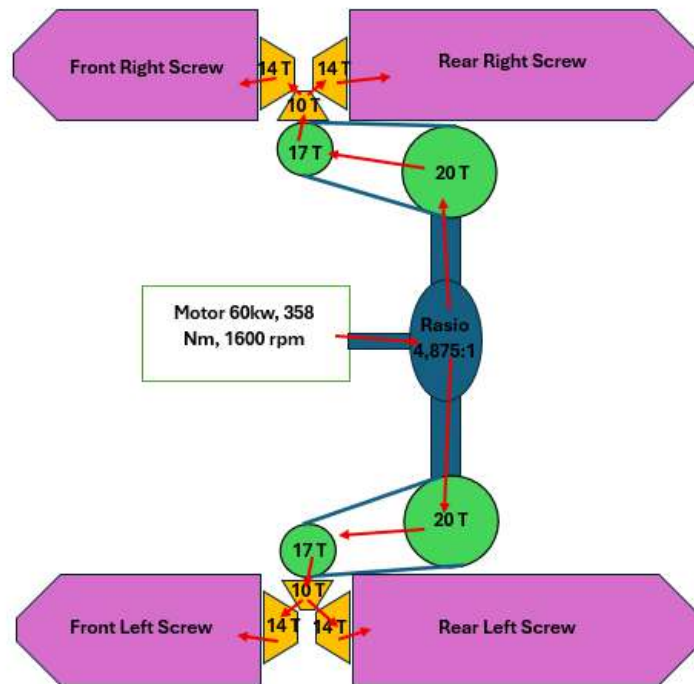 Front Right Screw
14 T
14 T
Rear Right Screw
10 T
17 T
20 T
Motor 60kw, 358
Nm, 1600 rpm
Rasio
4,875:1
20 T
17 T
10 T
Front Left Screw
14 T
14 T
Rear Left Screw